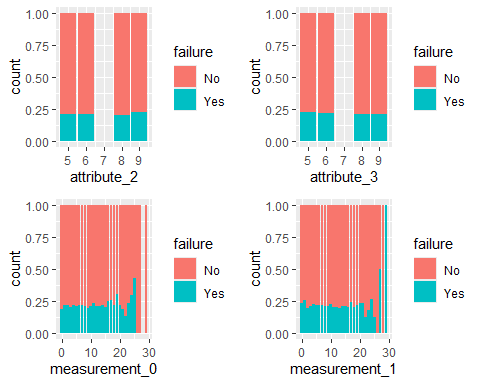 1.00
0.75
0.50
0.25
0.00
count
5 6 7 8 9
attribute_2
failure
No
Yes
1.00
0.75
0.50
0.25
0.00
count
5 6 7 8 9
attribute_3
failure
No
Yes
1.00
0.75
0.50
0.25
0.00
count
0 10 20 30
measurement_0
failure
No
Yes
1.00
0.75
0.50
0.25
0.00
count
0 10 20 30
measurement_1
failure
No
Yes